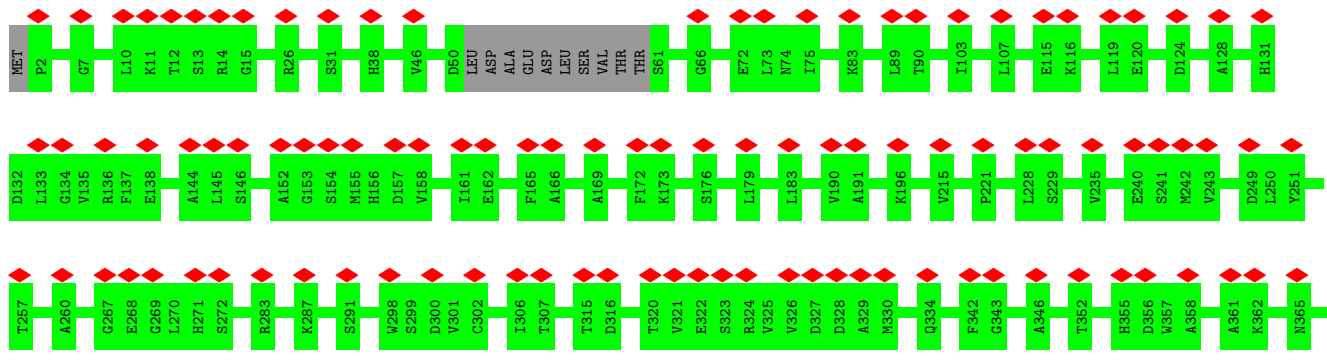 MET P2 G7 L10 K11 T12 S13 R14 G15 R26 S31 H38 V46 D50 LEU ASP ALA GLU ASP LEU SER VAL THR THR S61 G66 E72 L73 N74 I75 K83 L89 T90 I103 L107 E115 K116 L119 E120 D124 A128 H131
D132 L133 G134 V135 R136 F137 E138 A144 L145 S146 A152 G153 S154 M155 H156 D157 V158 I161 E162 F165 A166 A169 F172 K173 S176 L179 L183 V190 A191 K196 V215 P221 L228 S229 V235 E240 S241 M242 V243 D249 L250 Y251
T257 A260 G267 E268 G269 L270 H271 S272 R283 K287 S291 W298 S299 D300 V301 C302 I306 T307 T315 D316 T320 V321 E322 S323 R324 V325 V326 D327 D328 A329 M330 Q334 F342 G343 A346 T352 H355 D356 W357 A358 A361 K362 N365